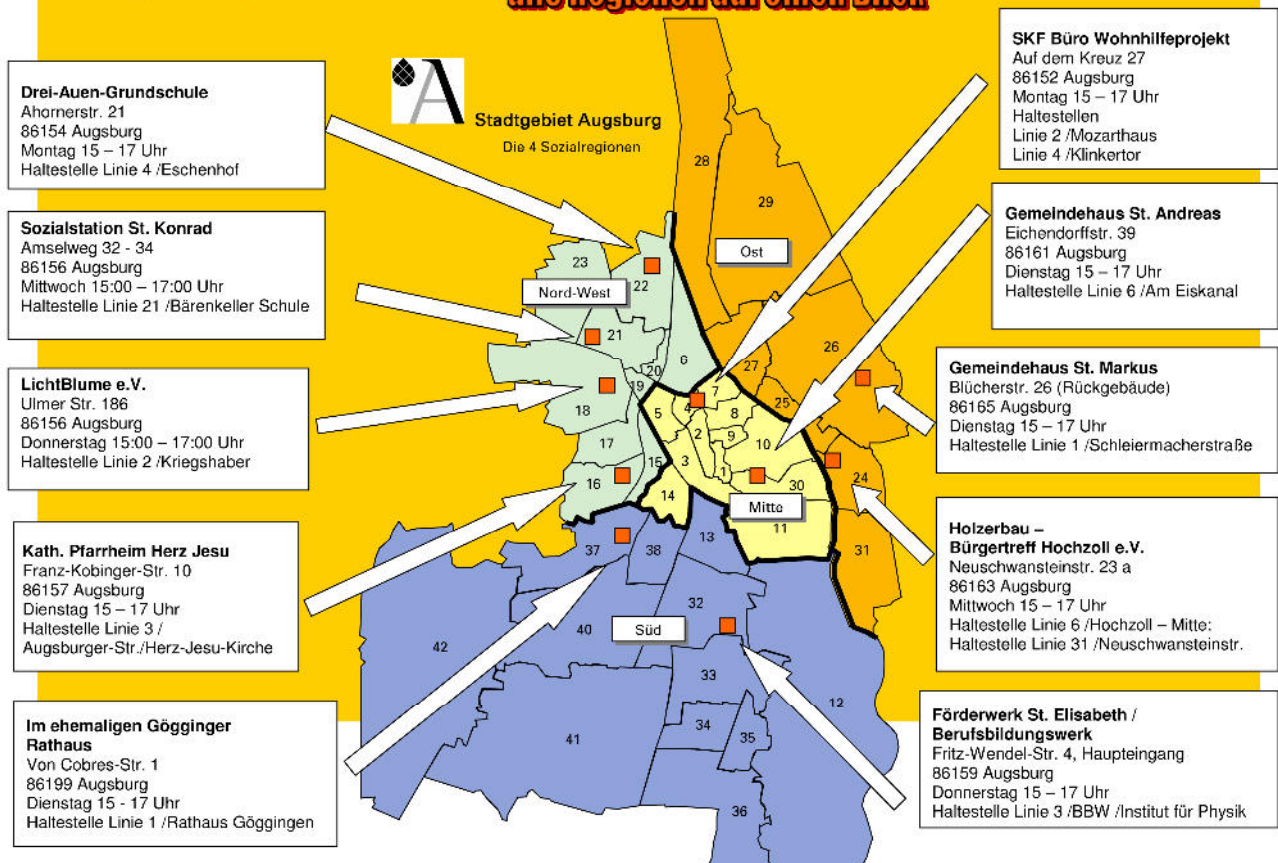 alle Regionen auf einen Blick
Stadtgebiet Augsburg
Die 4 Sozialregionen
Drei-Auen-Grundschule
Ahornerstr. 21
86154 Augsburg
Montag 15 – 17 Uhr
Haltestelle Linie 4 /Eschenhof
Sozialstation St. Konrad
Amselweg 32 - 34
86156 Augsburg
Mittwoch 15:00 – 17:00 Uhr
Haltestelle Linie 21 /Bärenkeller Schule
LichtBlume e.V.
Ulmer Str. 186
86156 Augsburg
Donnerstag 15:00 – 17:00 Uhr
Haltestelle Linie 2 /Kriegshaber
Kath. Pfarrheim Herz Jesu
Franz-Kobinger-Str. 10
86157 Augsburg
Dienstag 15 – 17 Uhr
Haltestelle Linie 3 /
Augsburger-Str./Herz-Jesu-Kirche
Im ehemaligen Gögginger
Rathaus
Von Cobres-Str. 1
86199 Augsburg
Dienstag 15 - 17 Uhr
Haltestelle Linie 1 /Rathaus Göggingen
SKF Büro Wohnhilfeprojekt
Auf dem Kreuz 27
86152 Augsburg
Montag 15 – 17 Uhr
Haltestellen
Linie 2 /Mozarthaus
Linie 4 /Klinkertor
Gemeindehaus St. Andreas
Eichendorffstr. 39
86161 Augsburg
Dienstag 15 – 17 Uhr
Haltestelle Linie 6 /Am Eiskanal
Gemeindehaus St. Markus
Blücherstr. 26 (Rückgebäude)
86165 Augsburg
Dienstag 15 – 17 Uhr
Haltestelle Linie 1 /Schleiermacherstraße
Holzerbau –
Bürgertreff Hochzoll e.V.
Neuschwansteinstr. 23 a
86163 Augsburg
Mittwoch 15 – 17 Uhr
Haltestelle Linie 6 /Hochzoll – Mitte:
Haltestelle Linie 31 /Neuschwansteinstr.
Förderwerk St. Elisabeth /
Berufsbildungswerk
Fritz-Wendel-Str. 4, Haupteingang
86159 Augsburg
Donnerstag 15 – 17 Uhr
Haltestelle Linie 3 /BBW /Institut für Physik
28
29
Ost
23
22
Nord-West
21
6
20
19
27
26
25
18
7
5
4
8
2
9
10
17
15
3
1
16
14
30
24
Mitte
11
31
37
38
13
32
40
Süd
42
33
12
34
35
41
36